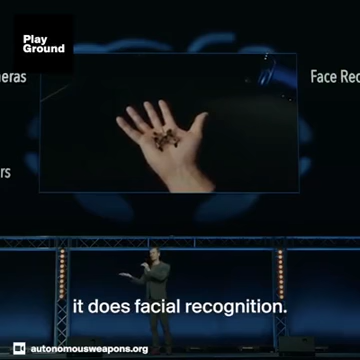 Play
Ground
eras
Face Rec
rs
it does facial recognition.
autonomousweapons.org